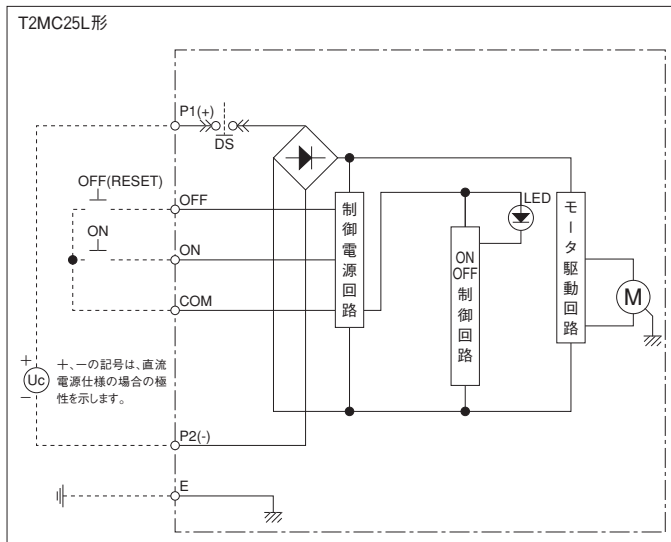 T2MC25L形
P1(+)
DS
OFF(RESET)
OFF
LED
ON
ON
COM
制御電源回路
ON
OFF
制御回路
モータ駆動回路
M
+
Uc
−
+、−の記号は、直流
電源仕様の場合の極
性を示します。
P2(-)
E